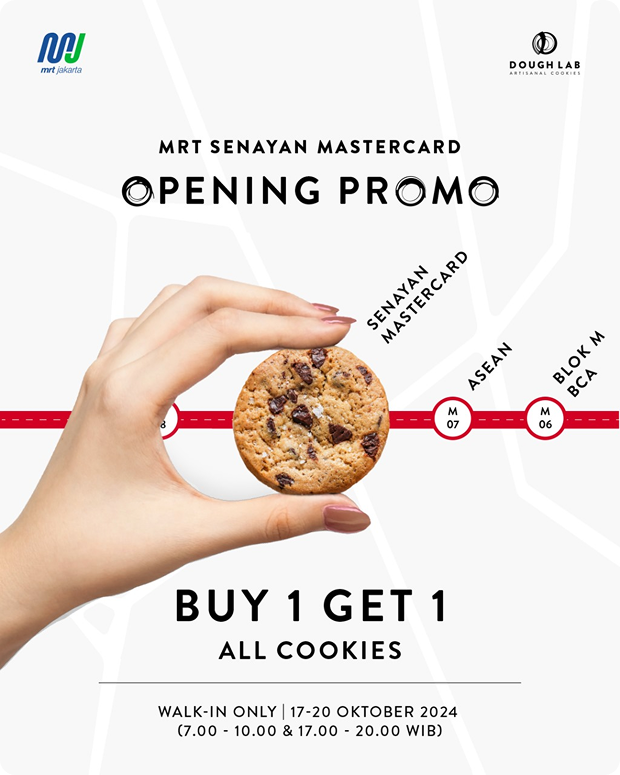 mrt jakarta
DOUGH LAB
ARTISANAL COOKIES
MRT SENAYAN MASTERCARD
OPENING PROMO
SENAYAN
MASTERCARD
ASEAN
BLOK M
BCA
M
07
M
06
BUY 1 GET 1
ALL COOKIES
WALK-IN ONLY | 17-20 OKTOBER 2024
(7.00 - 10.00 & 17.00 - 20.00 WIB)